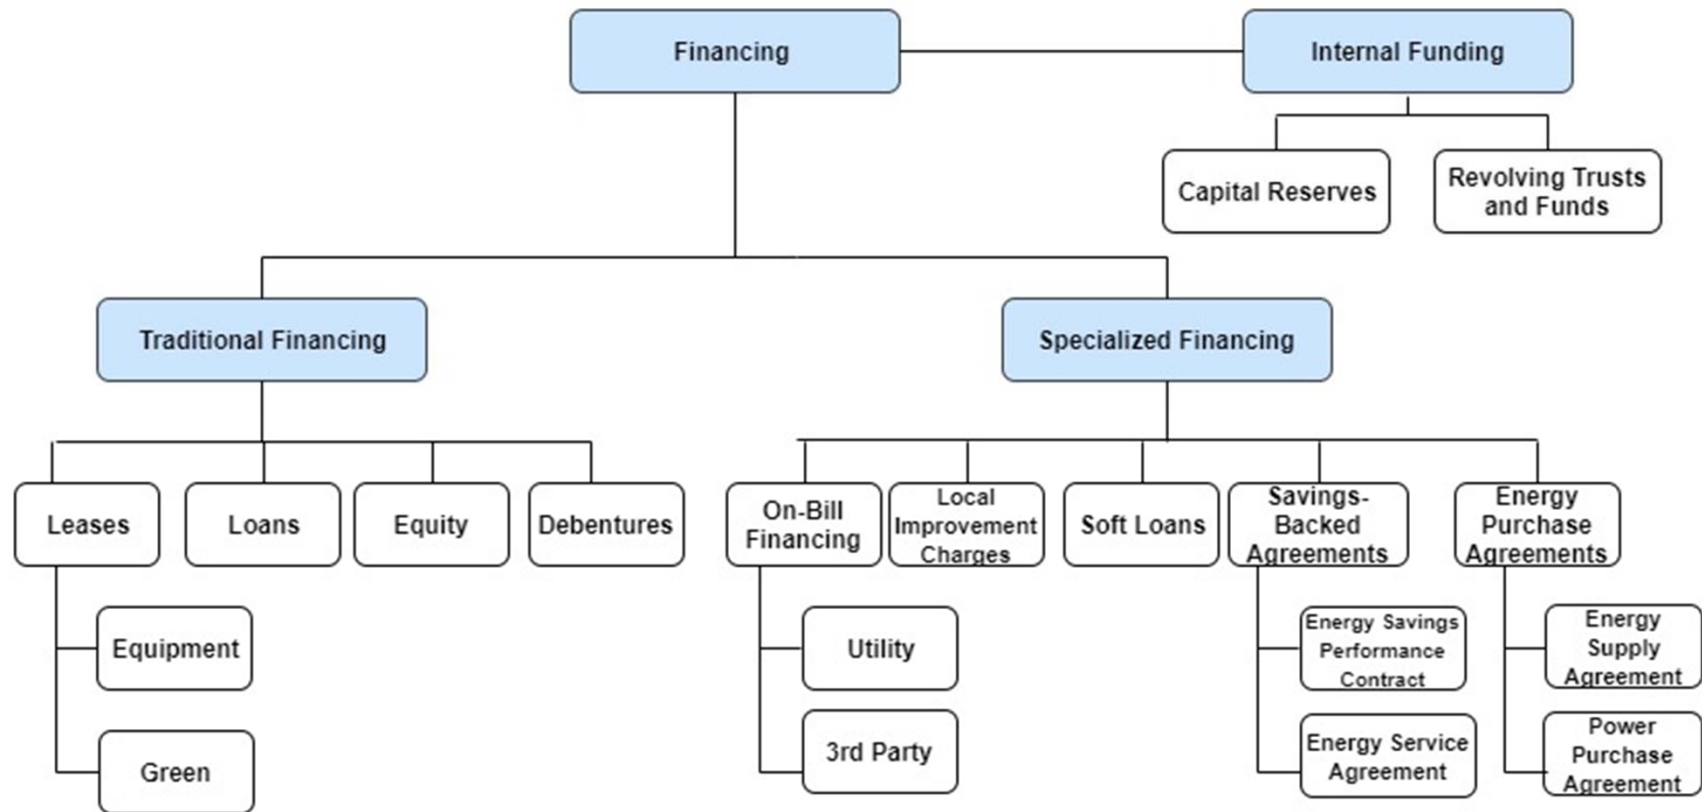 Financing
Internal Funding
Capital Reserves
Revolving Trusts
and Funds
Traditional Financing
Specialized Financing
Leases
Loans
Equity
Debentures
On-Bill
Financing
Local
Improvement
Charges
Soft Loans
Savings-
Backed
Agreements
Energy
Purchase
Agreements
Equipment
Green
Utility
3rd Party
Energy Savings
Performance
Contract
Energy Service
Agreement
Energy
Supply
Agreement
Power
Purchase
Agreement